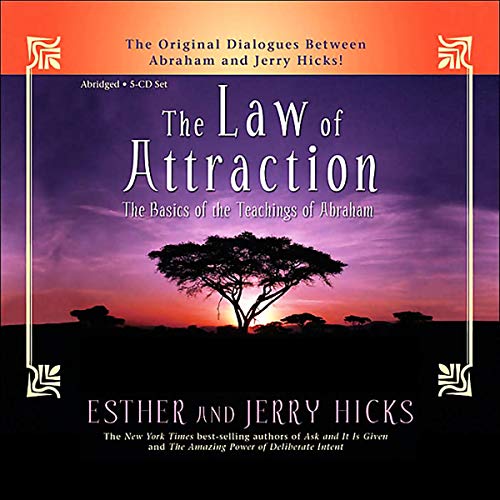 The Original Dialogues Between
Abraham and Jerry Hicks!
Abridged • 5-CD Set
The Law of
Attraction
The Basics of the Teachings of Abraham
ESTHER AND JERRY HICKS
The New York Times best-selling authors of Ask and It Is Given
and The Amazing Power of Deliberate Intent